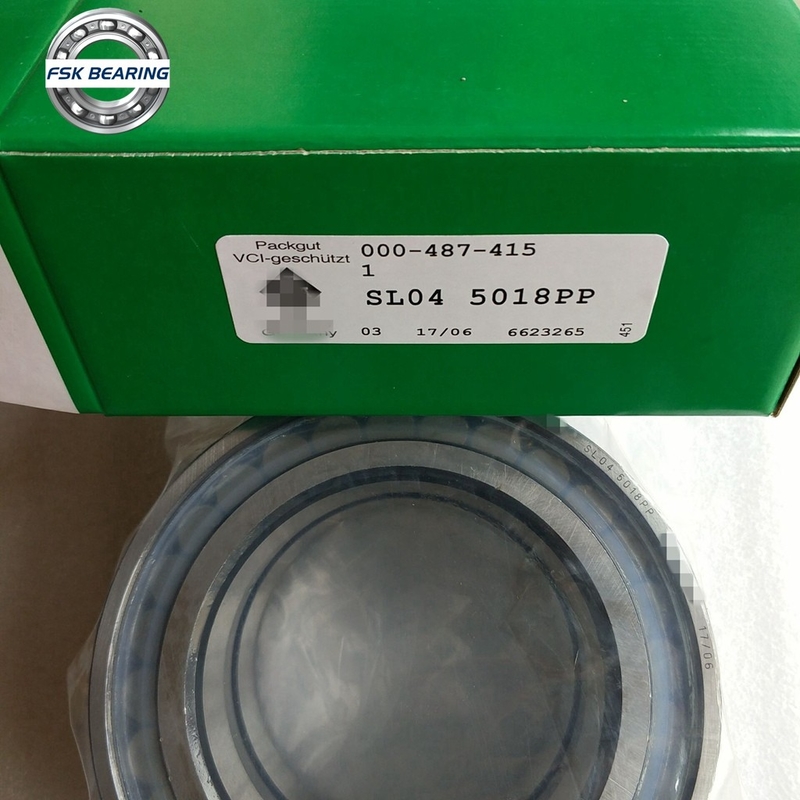 FSK BEARING
Packgut
VCI-geschützt
000-487-415
1
SL04 5018PP
03 17/06 6623265
451
SL04 5018PP
17/06